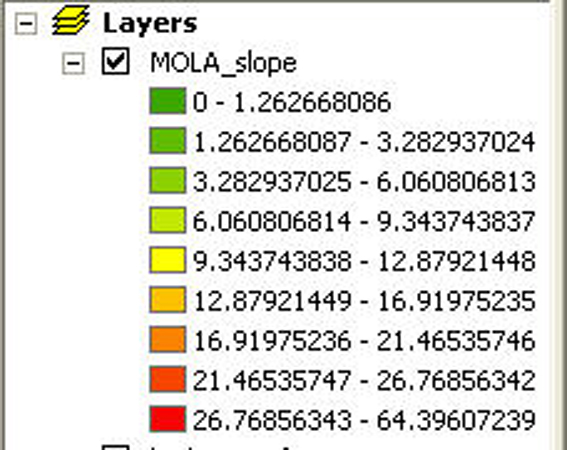 Layers
MOLA_slope
0 - 1.262668086
1.262668087 - 3.282937024
3.282937025 - 6.060806813
6.060806814 - 9.343743837
9.343743838 - 12.87921448
12.87921449 - 16.91975235
16.91975236 - 21.46535746
21.46535747 - 26.76856342
26.76856343 - 64.39607239